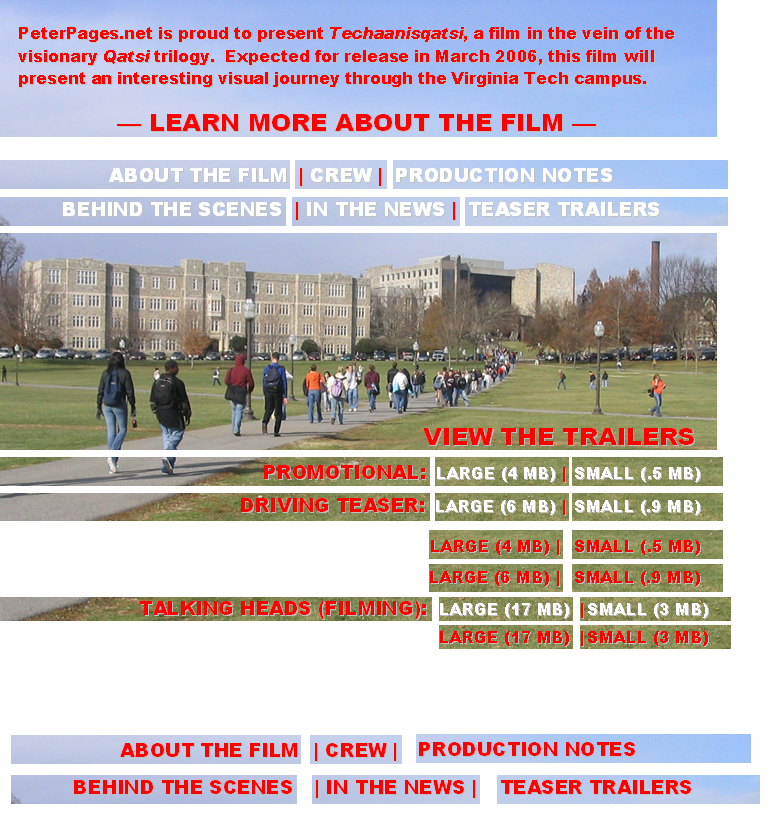 PeterPages.net is proud to present Techaanisqatsi, a film in the vein of the
visionary Qatsi trilogy.  Expected for release in March 2006, this film will
present an interesting visual journey through the Virginia Tech campus.
— LEARN MORE ABOUT THE FILM —
ABOUT THE FILM | CREW | PRODUCTION NOTES
BEHIND THE SCENES | IN THE NEWS | TEASER TRAILERS
VIEW THE TRAILERS
PROMOTIONAL: LARGE (4 MB) | SMALL (.5 MB)
DRIVING TEASER: LARGE (6 MB) | SMALL (.9 MB)
LARGE (4 MB) | SMALL (.5 MB)
LARGE (6 MB) | SMALL (.9 MB)
TALKING HEADS (FILMING): LARGE (17 MB) | SMALL (3 MB)
LARGE (17 MB) | SMALL (3 MB)
ABOUT THE FILM | CREW | PRODUCTION NOTES
BEHIND THE SCENES | IN THE NEWS | TEASER TRAILERS